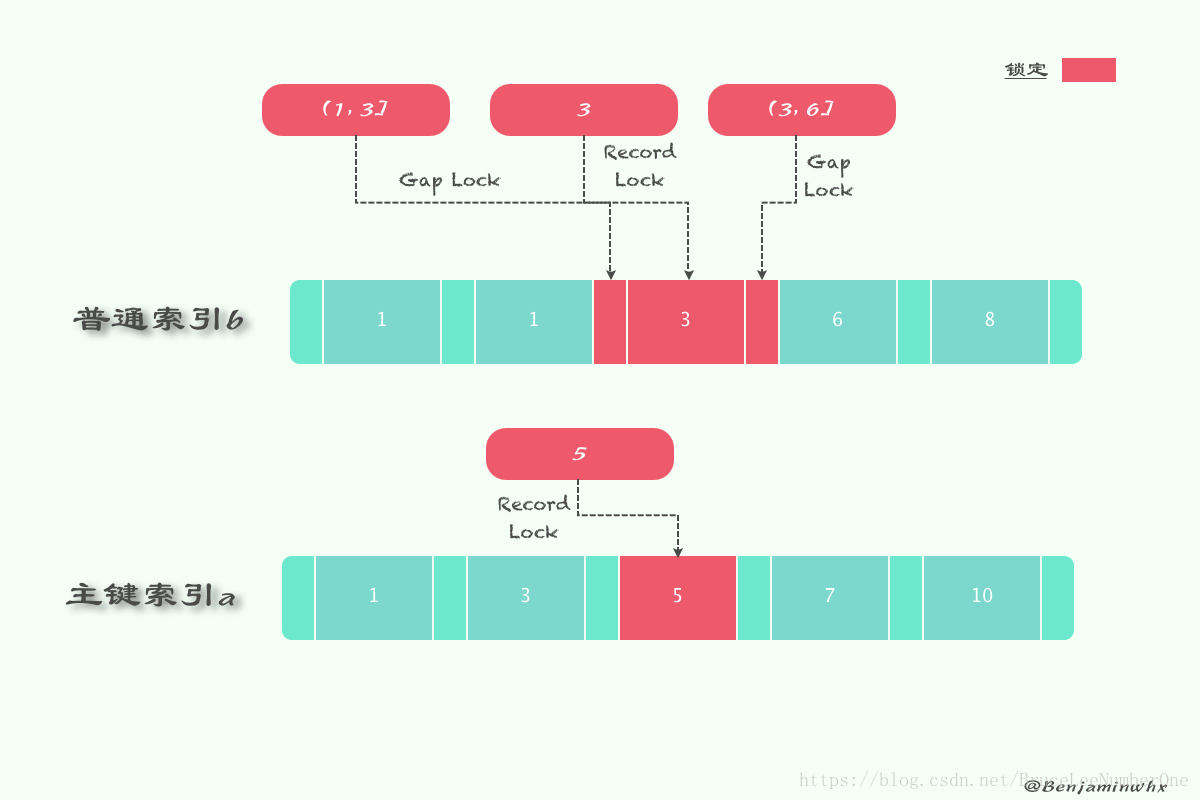 锁定
(1,3]
3
(3,6]
Gap Lock
Record
Lock
Gap
Lock
普通索引b
1
1
3
6
8
5
Record
Lock
主键索引a
1
3
5
7
10
https://blog.csdn.net/BruceLeeNumberOne
@Benjaminwhx